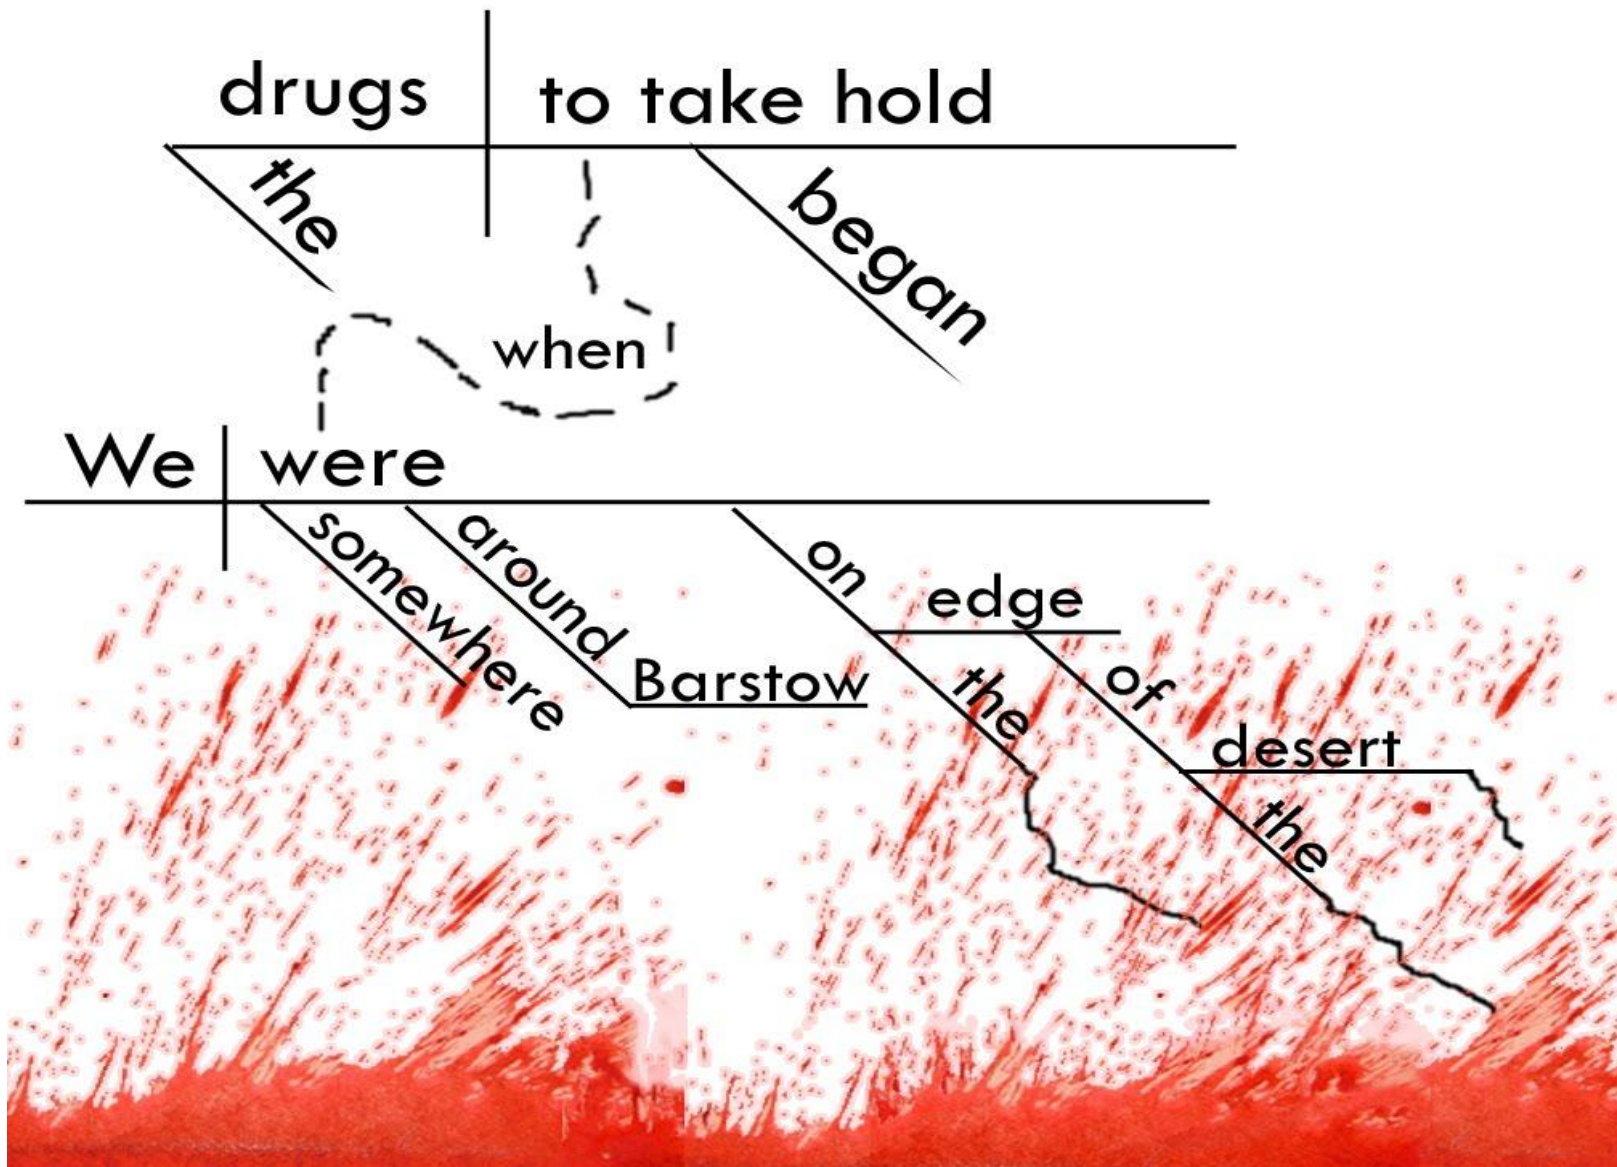 drugs to take hold
the
began
when
We were
somewhere
around
Barstow
on
edge
the
of
desert
the